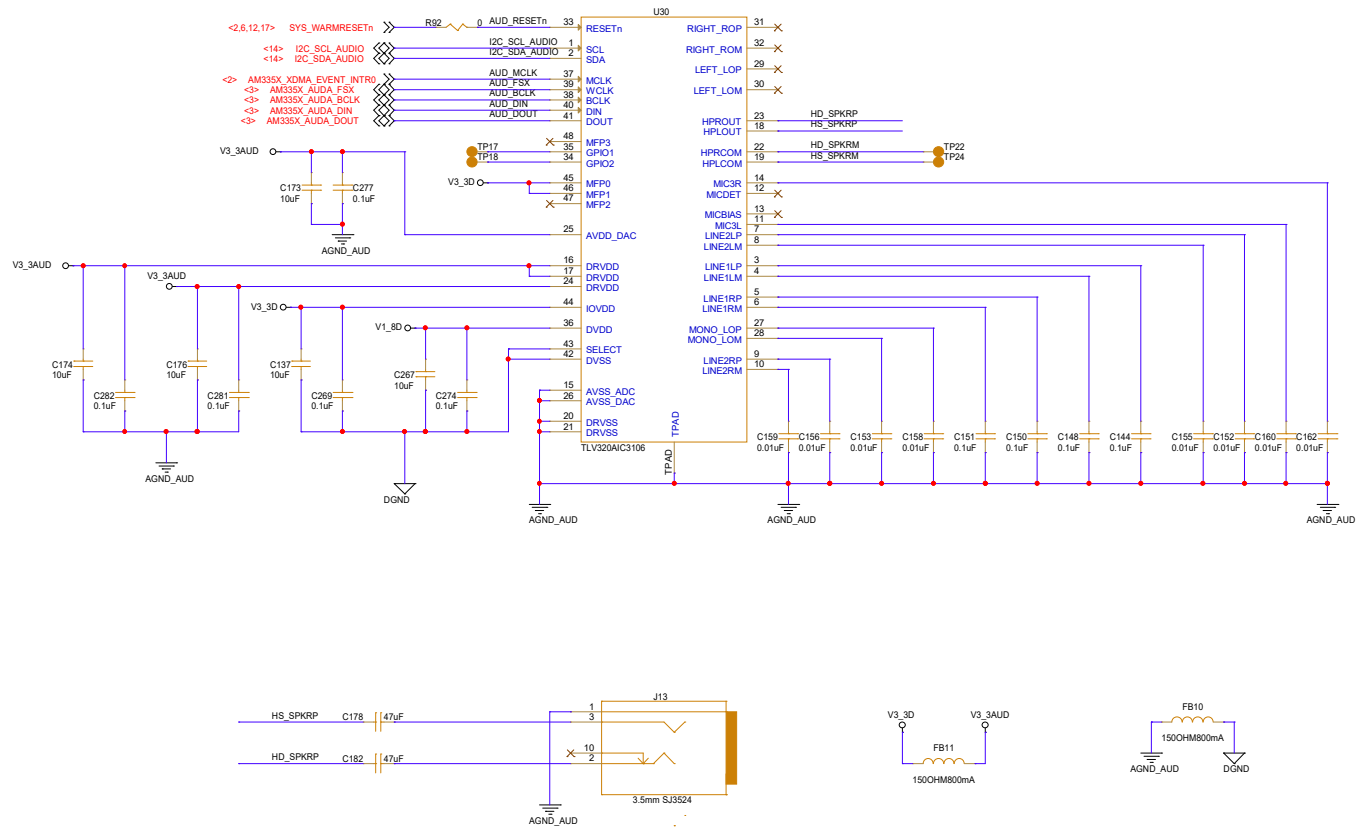 U30
<2,6,12,17> SYS_WARMRESETn R92 0 AUD_RESETn 33 RESETn RIGHT_ROP 31
RIGHT_ROM 32
<14> I2C_SCL_AUDIO I2C_SCL_AUDIO 1 SCL
<14> I2C_SDA_AUDIO I2C_SDA_AUDIO 2 SDA
LEFT_LOP 29
<2> AM335X_XDMA_EVENT_INTR0 AUD_MCLK 37 MCLK
<3> AM335X_AUDA_FSX AUD_FSX 39 WCLK LEFT_LOM 30
<3> AM335X_AUDA_BCLK AUD_BCLK 38 BCLK
<3> AM335X_AUDA_DIN AUD_DIN 40 DIN
<3> AM335X_AUDA_DOUT AUD_DOUT 41 DOUT
HPROUT 23 HD_SPKRP
HPLOUT 18 HS_SPKRP
48 MFP3
V3_3AUD TP17 35 GPIO1 HPRCOM 22 HD_SPKRM TP22
TP18 34 GPIO2 HPLCOM 19 HS_SPKRM TP24
V3_3D 45 MFP0 MIC3R 14
46 MFP1 MICDET 12
47 MFP2
C173 10uF C277 0.1uF
MICBIAS 13
MIC3L 11
AGND_AUD
25 AVDD_DAC LINE2LP 7
LINE2LM 8
V3_3AUD 16 DRVDD LINE1LP 3
17 DRVDD LINE1LM 4
V3_3AUD 24 DRVDD
LINE1RP 5
V3_3D 44 IOVDD LINE1RM 6
V1_8D 36 DVDD MONO_LOP 27
MONO_LOM 28
43 SELECT
42 DVSS LINE2RP 9
LINE2RM 10
C174 10uF C176 10uF C137 10uF C267 10uF
C282 0.1uF C281 0.1uF C269 0.1uF C274 0.1uF
15 AVSS_ADC
26 AVSS_DAC
20 DRVSS
21 DRVSS
TPAD
TPAD
TLV320AIC3106
C159 0.01uF C156 0.01uF C153 0.01uF C158 0.01uF C151 0.1uF C150 0.1uF C148 0.1uF C144 0.1uF C155 0.01uF C152 0.01uF C160 0.01uF C162 0.01uF
AGND_AUD DGND AGND_AUD AGND_AUD AGND_AUD
J13
HS_SPKRP C178 47uF 1
3
HD_SPKRP C182 47uF 10
2
3.5mm SJ3524
AGND_AUD
V3_3D V3_3AUD
FB11
150OHM800mA
FB10
150OHM800mA
AGND_AUD DGND